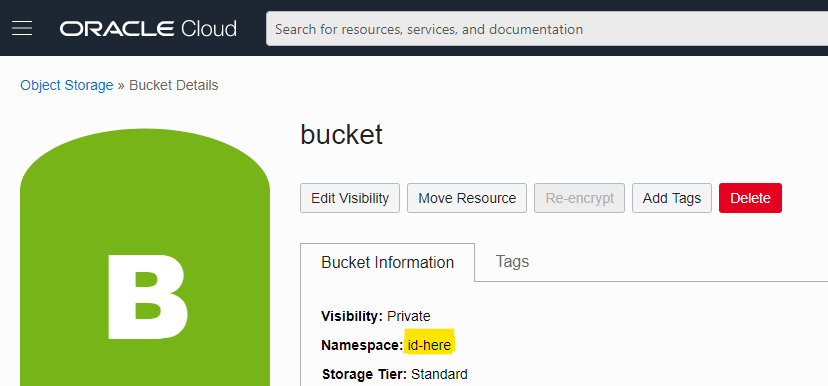 ORACLE Cloud Search for resources, services, and documentation
Object Storage » Bucket Details
bucket
Edit Visibility Move Resource Re-encrypt Add Tags Delete
B
Bucket Information Tags
Visibility: Private
Namespace: id-here
Storage Tier: Standard